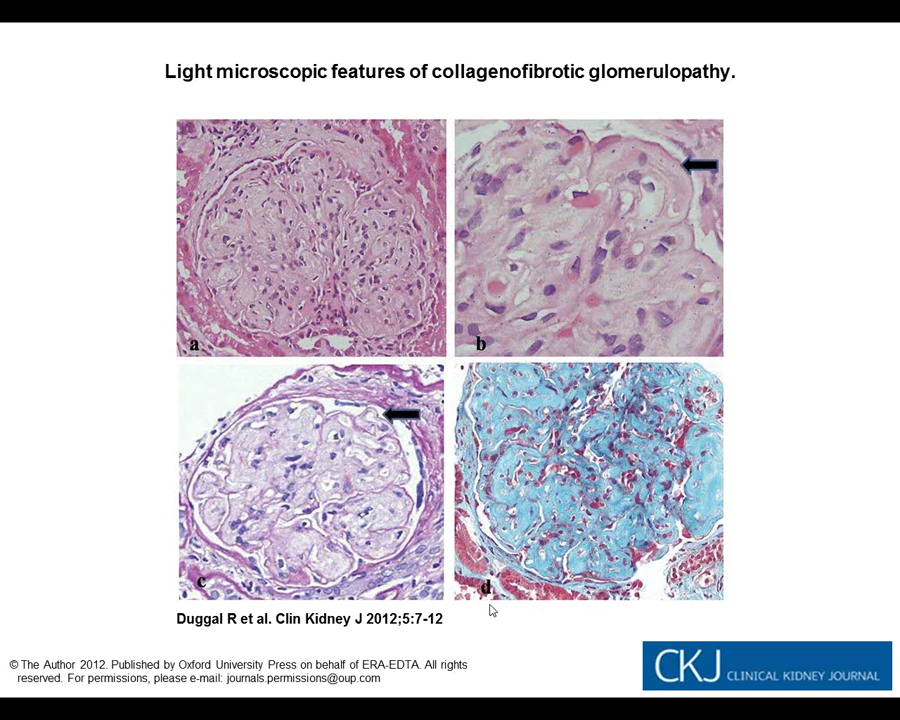 Light microscopic features of collagenofibrotic glomerulopathy.
a
b
c
d
Duggal R et al. Clin Kidney J 2012;5:7-12
© The Author 2012. Published by Oxford University Press on behalf of ERA-EDTA. All rights
reserved. For permissions, please e-mail: journals.permissions@oup.com
CKJ CLINICAL KIDNEY JOURNAL